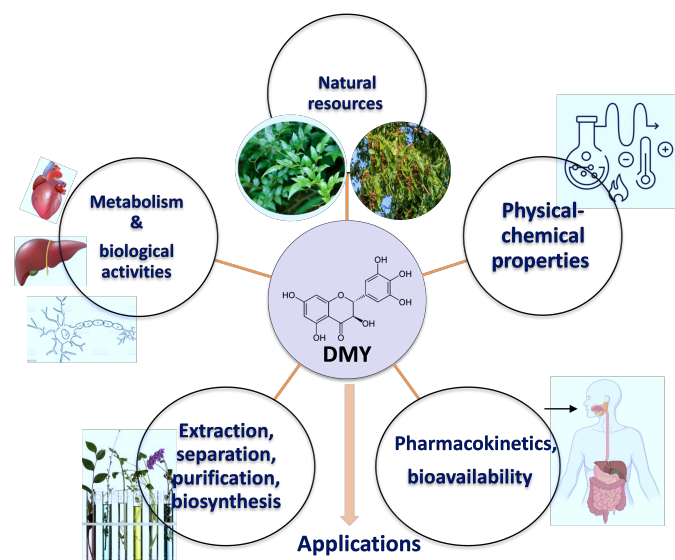 Natural
resources
Metabolism
&
biological
activities
Physical-
chemical
properties
OH
OH
OH
HO
O
OH
OH
O
DMY
Extraction,
separation,
purification,
biosynthesis
Pharmacokinetics,
bioavailability
Applications